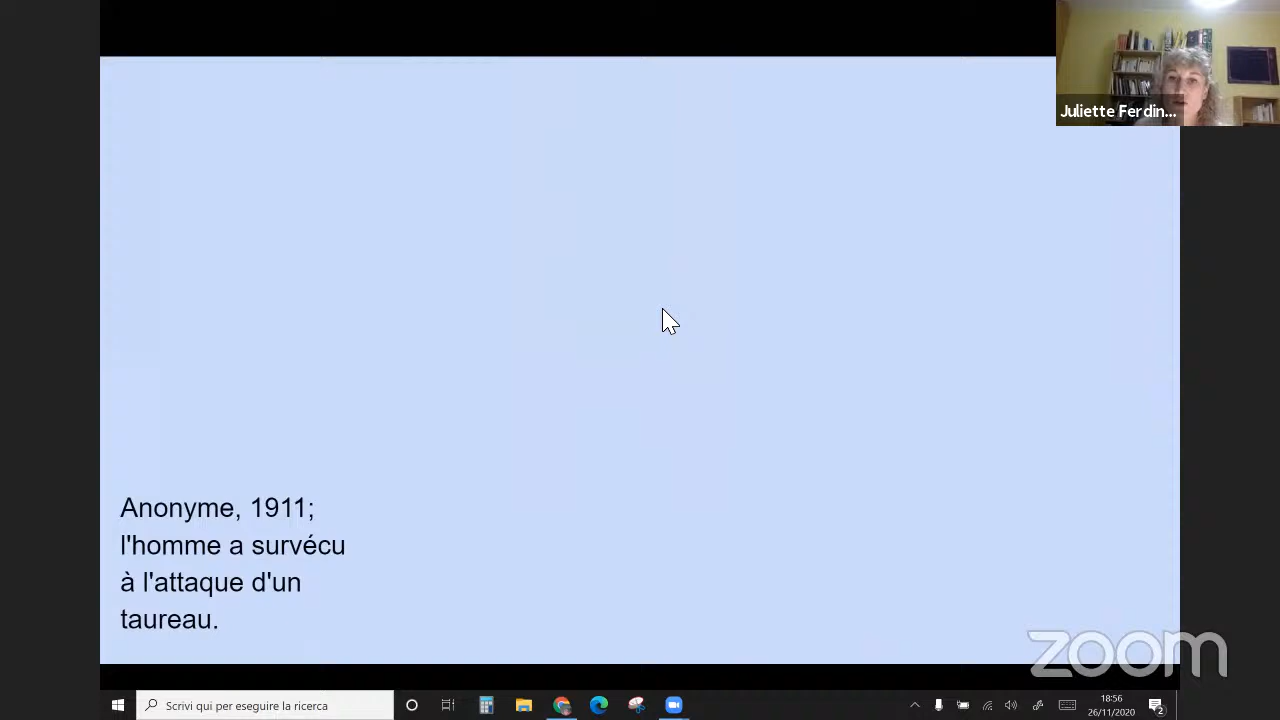 Juliette Ferdin...
Anonyme, 1911;
l'homme a survécu
à l'attaque d'un
taureau.
zoom
Scrivi qui per eseguire la ricerca
18:56
26/11/2020
2